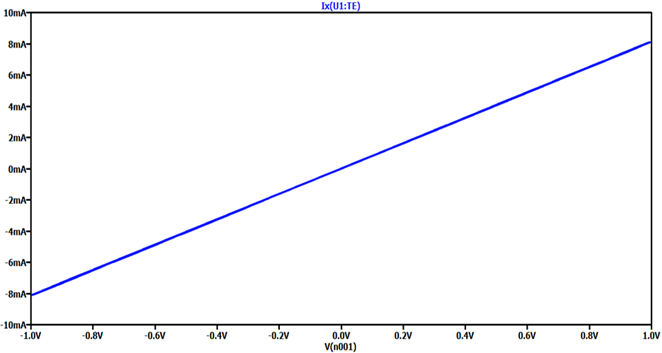 Ix(U1:TE)
10mA
8mA
6mA
4mA
2mA
0mA
-2mA
-4mA
-6mA
-8mA
-10mA
-1.0V -0.8V -0.6V -0.4V -0.2V 0.0V 0.2V 0.4V 0.6V 0.8V 1.0V
V(n001)